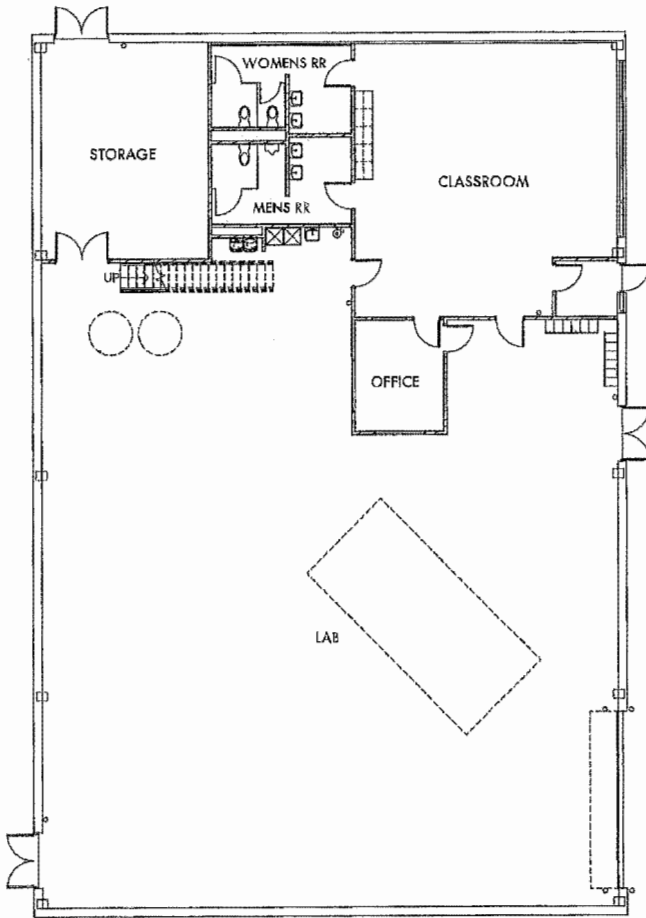 WOMENS RR
STORAGE
CLASSROOM
MENS RR
UP
OFFICE
LAB